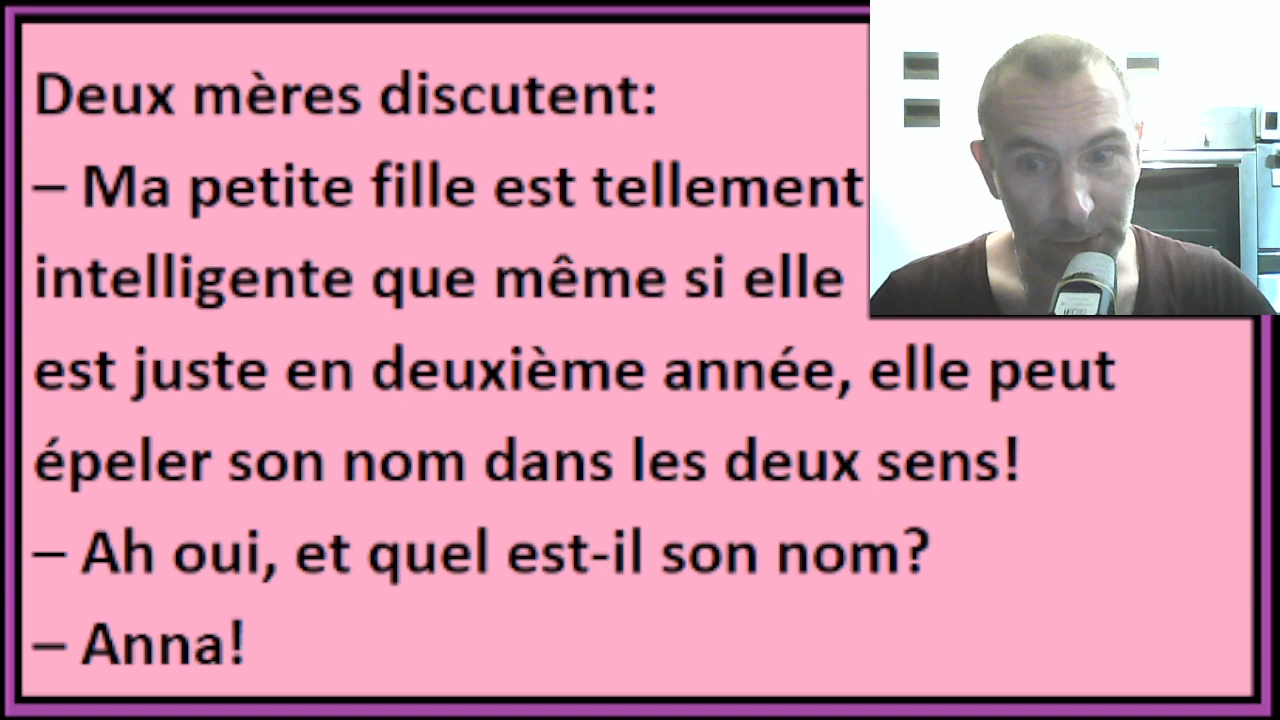 Deux mères discutent:
– Ma petite fille est tellement
intelligente que même si elle
est juste en deuxième année, elle peut
épeler son nom dans les deux sens!
– Ah oui, et quel est-il son nom?
– Anna!